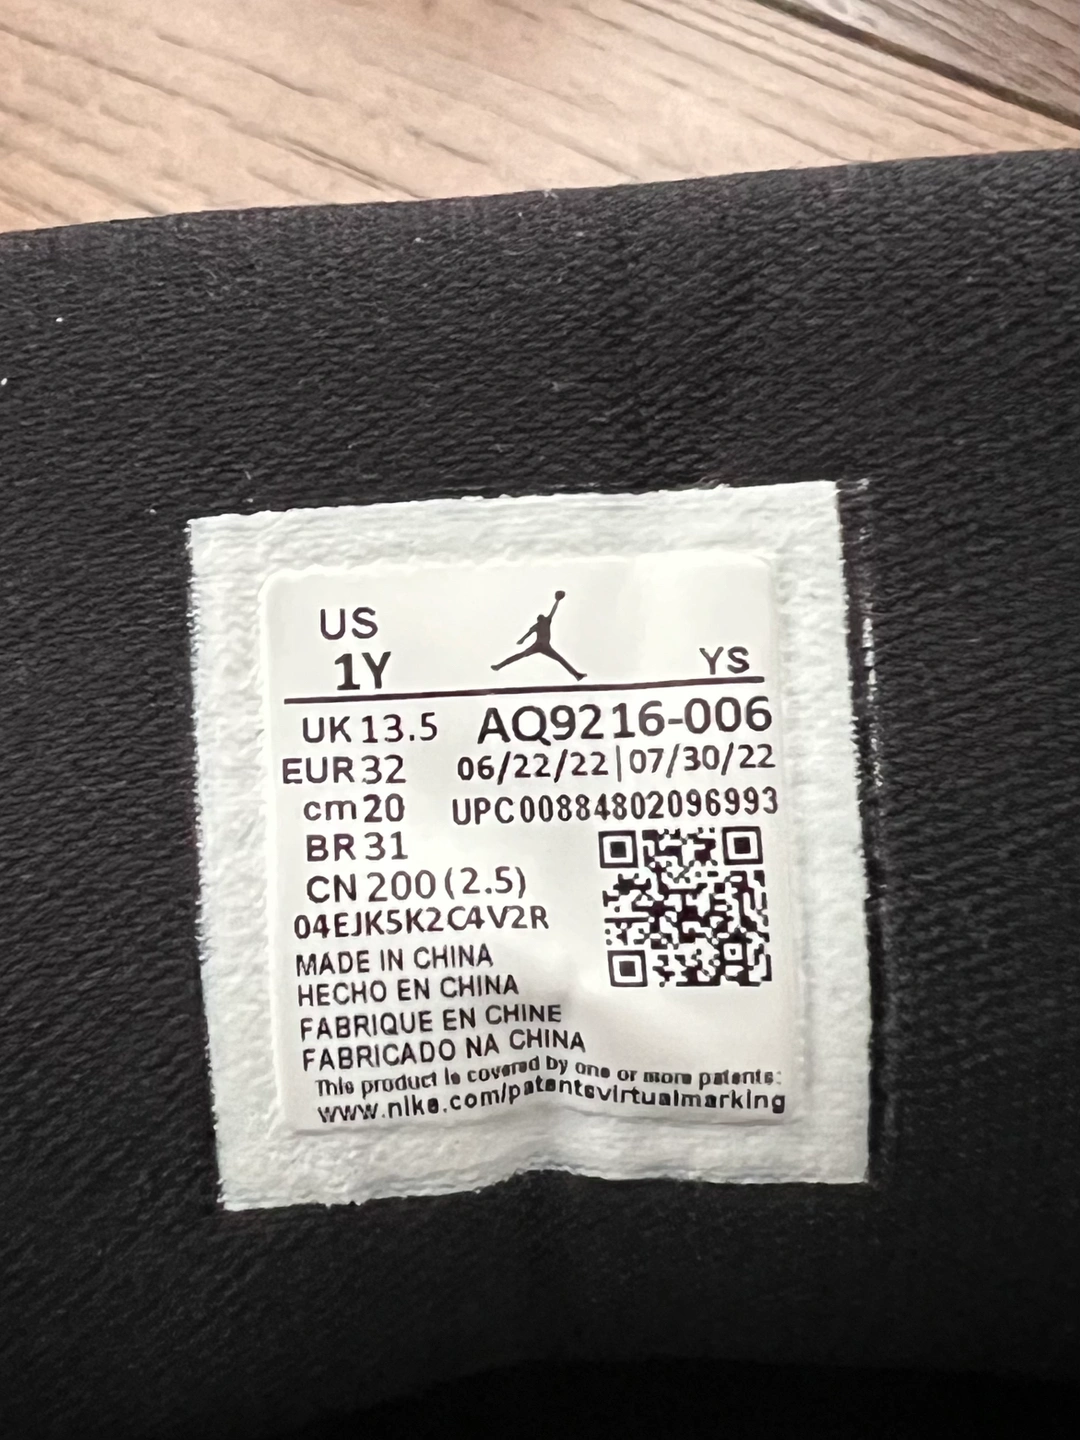 US
1Y
YS
UK 13.5 AQ9216-006
EUR 32 06/22/22|07/30/22
cm 20 UPC00884802096993
BR 31
CN 200 (2.5)
04EJK5K2C4V2R
MADE IN CHINA
HECHO EN CHINA
FABRIQUE EN CHINE
FABRICADO NA CHINA
This product is covered by one or more patents:
www.nike.com/patentsvirtualmarking